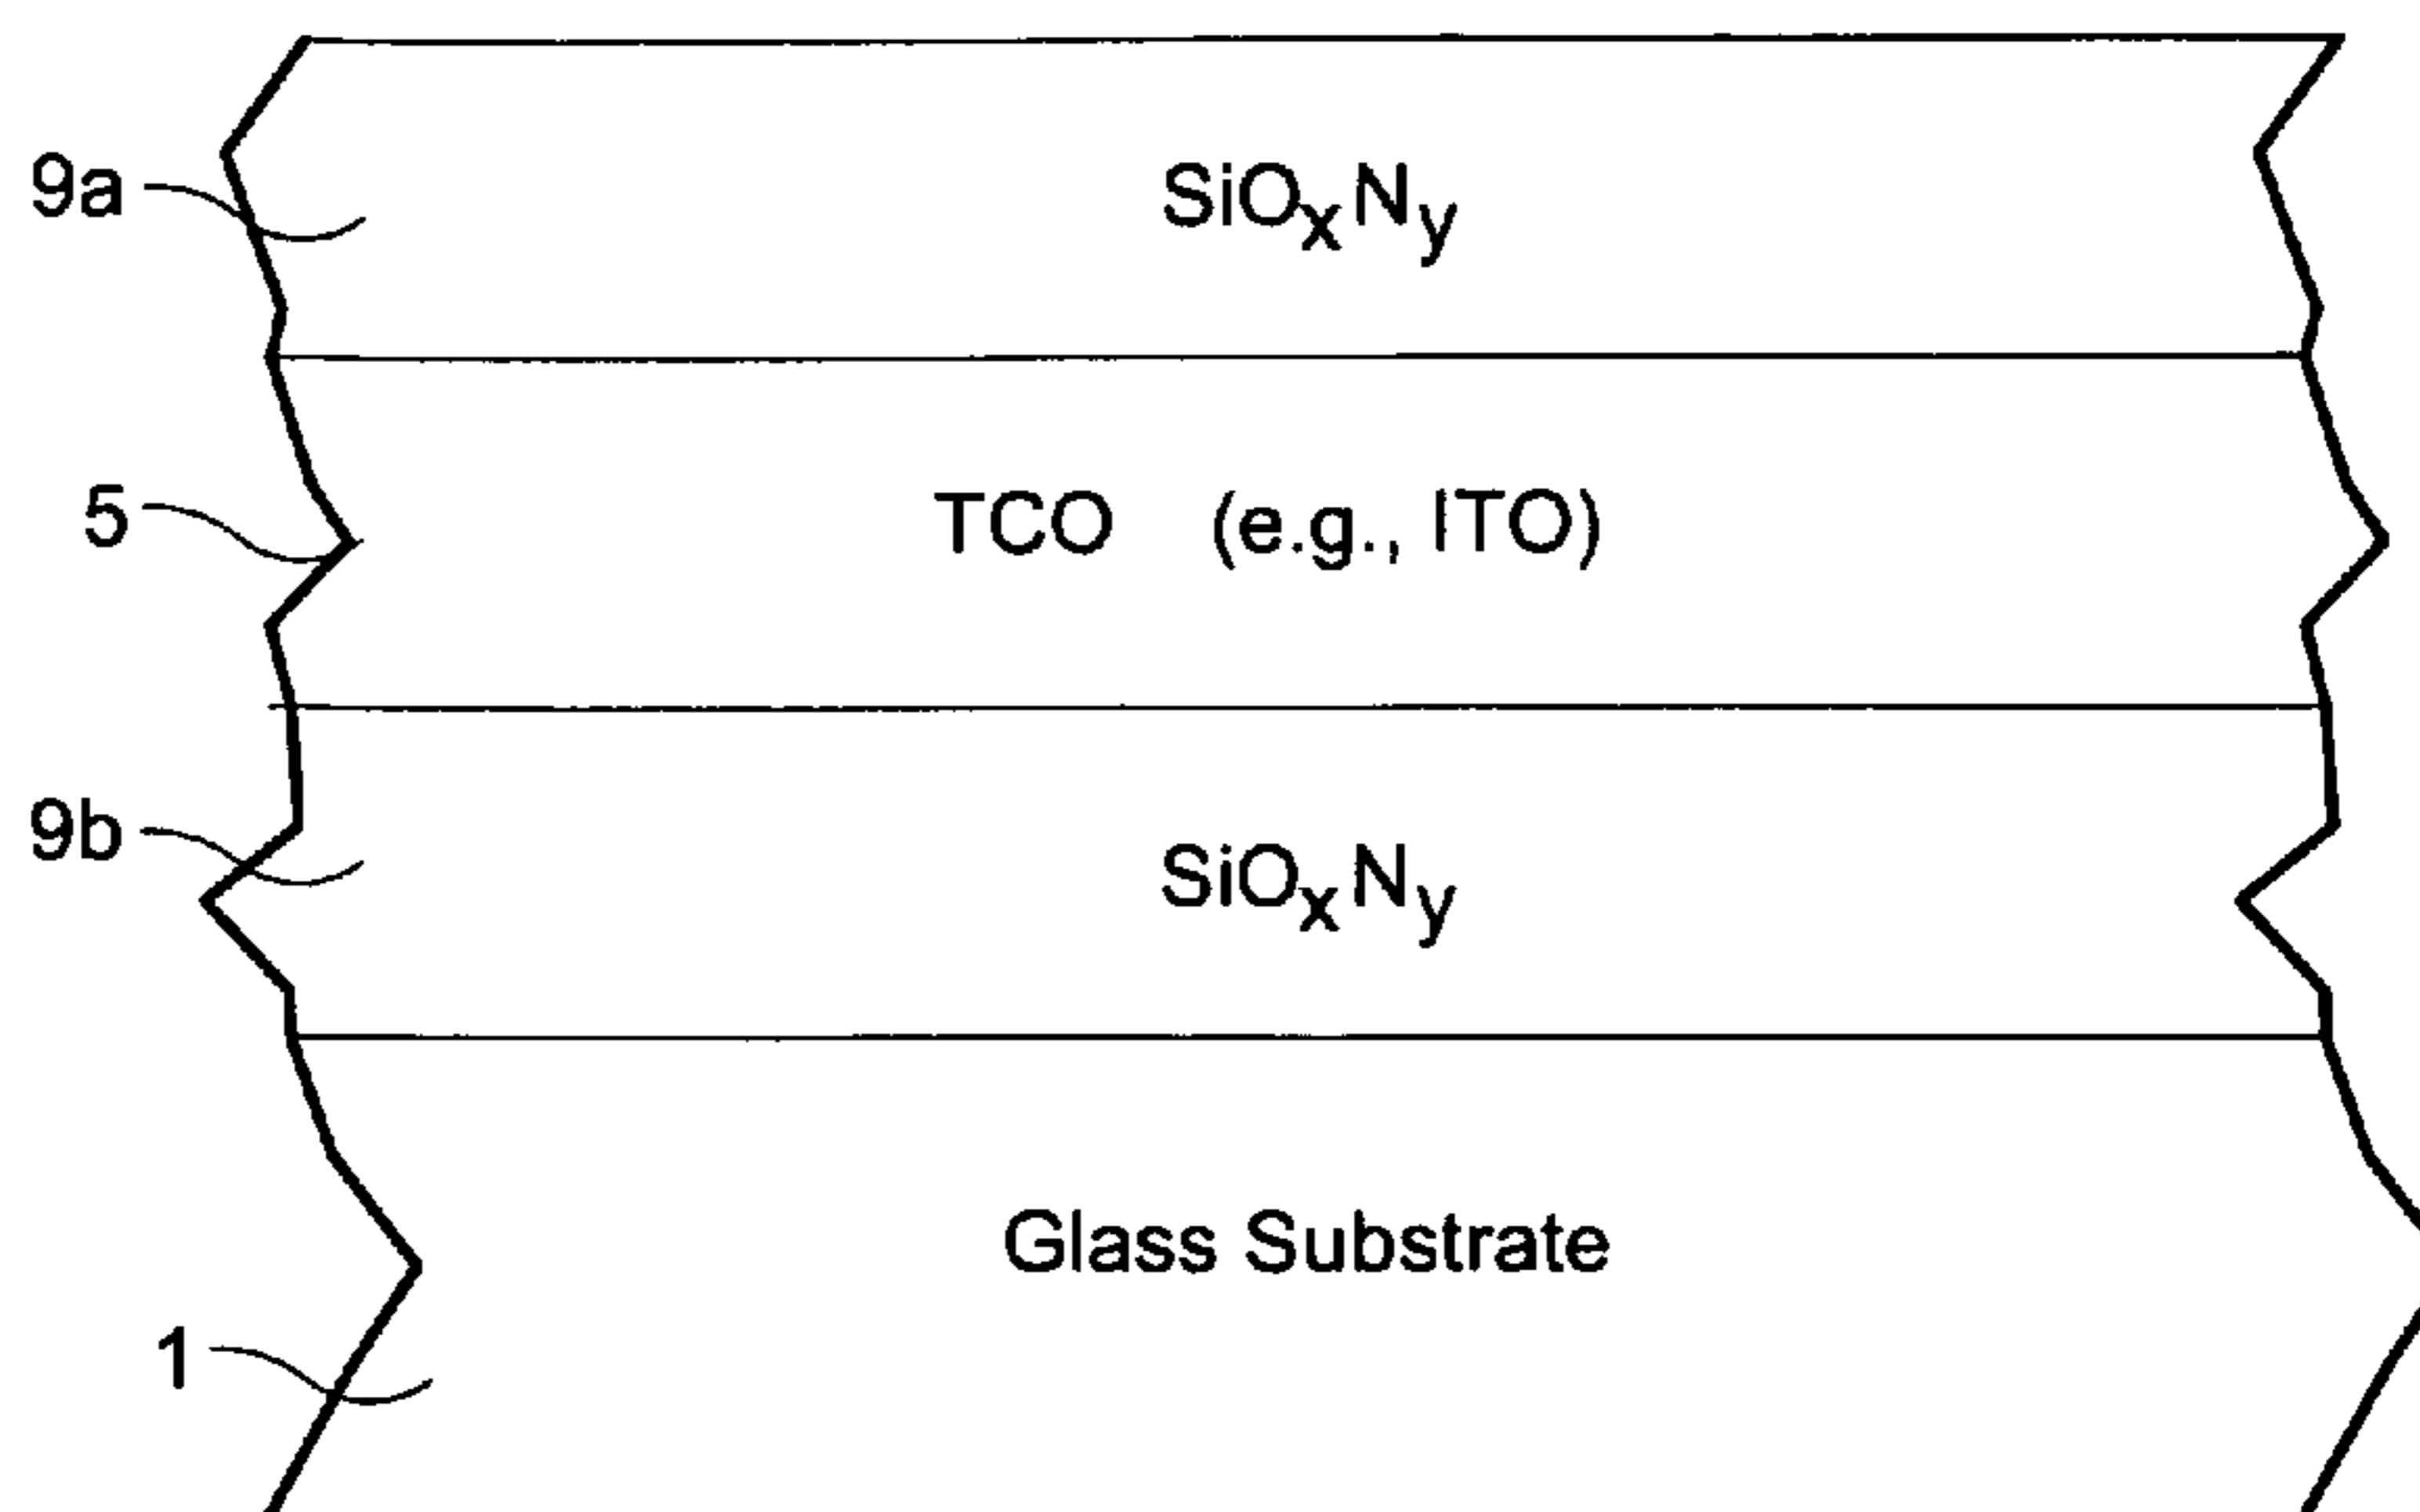 9a SiOxNy
5 TCO (e.g., ITO)
9b SiOxNy
Glass Substrate
1